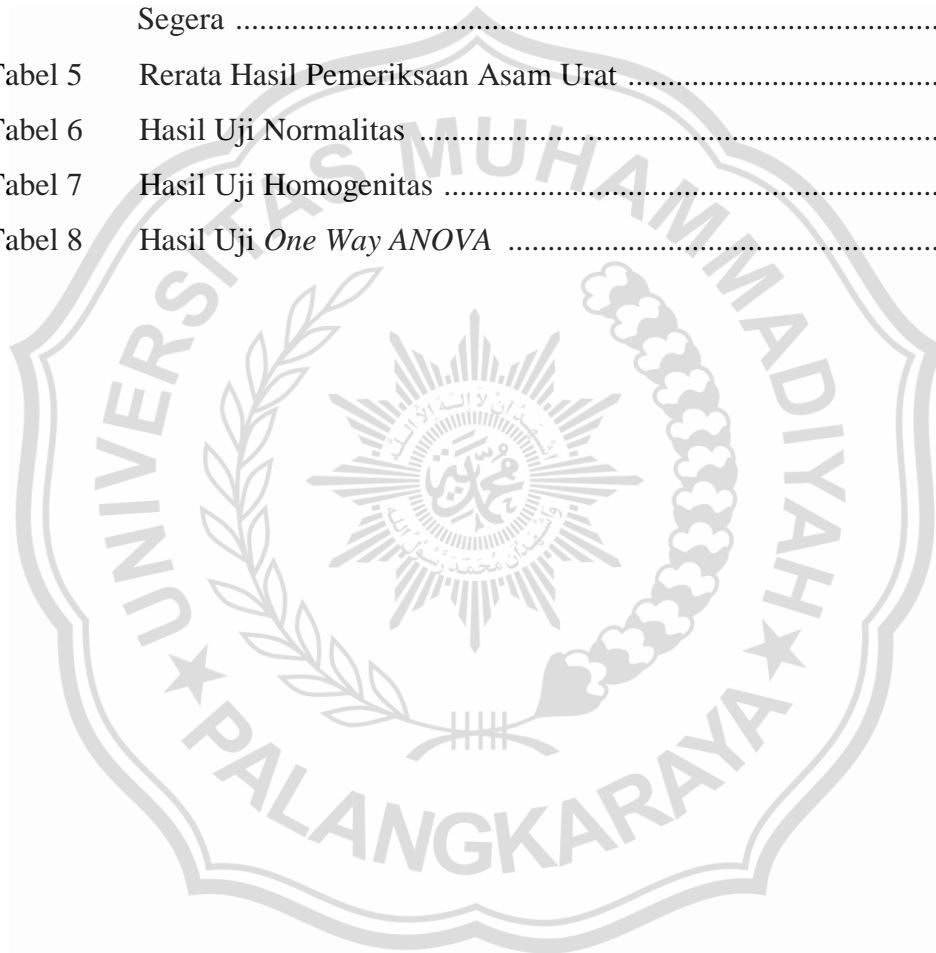 Segera ........................................................................................
Tabel 5 Rerata Hasil Pemeriksaan Asam Urat .......................................
Tabel 6 Hasil Uji Normalitas ..................................................................
Tabel 7 Hasil Uji Homogenitas ...............................................................
Tabel 8 Hasil Uji One Way ANOVA .......................................................
UNIVERSITAS MUHAMMADIYAH
PALANGKARAYA